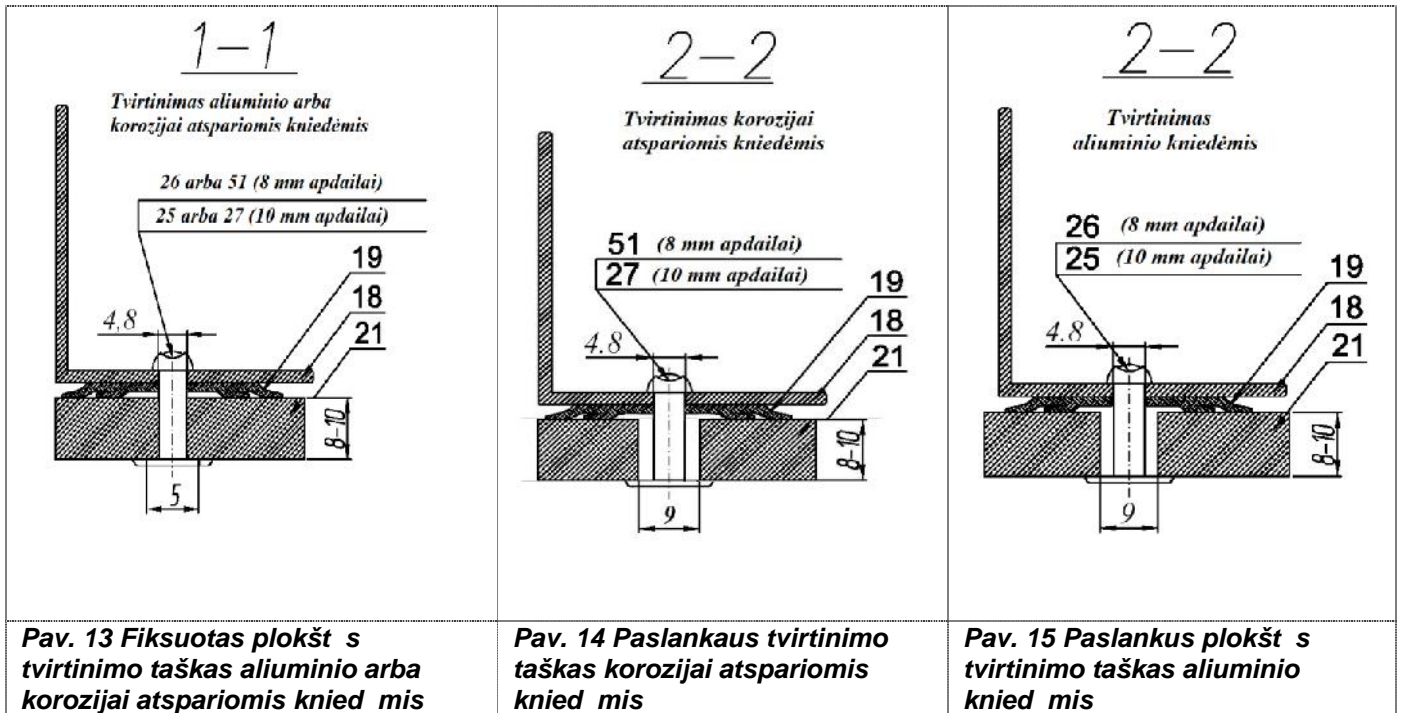 1-1
Tvirtinimas aliuminio arba
korozijai atspariomis kniedėmis
26 arba 51 (8 mm apdailai)
25 arba 27 (10 mm apdailai)
19
18
21
4,8
8-10
5
Pav. 13 Fiksuotas plokšt s
tvirtinimo taškas aliuminio arba
korozijai atspariomis knied mis
2-2
Tvirtinimas korozijai
atspariomis kniedėmis
51 (8 mm apdailai)
27 (10 mm apdailai)
19
18
21
4.8
8-10
9
Pav. 14 Paslankaus tvirtinimo
taškas korozijai atspariomis
knied mis
2-2
Tvirtinimas
aliuminio kniedėmis
26 (8 mm apdailai)
25 (10 mm apdailai)
19
18
21
4.8
8-10
9
Pav. 15 Paslankus plokšt s
tvirtinimo taškas aliuminio
knied mis